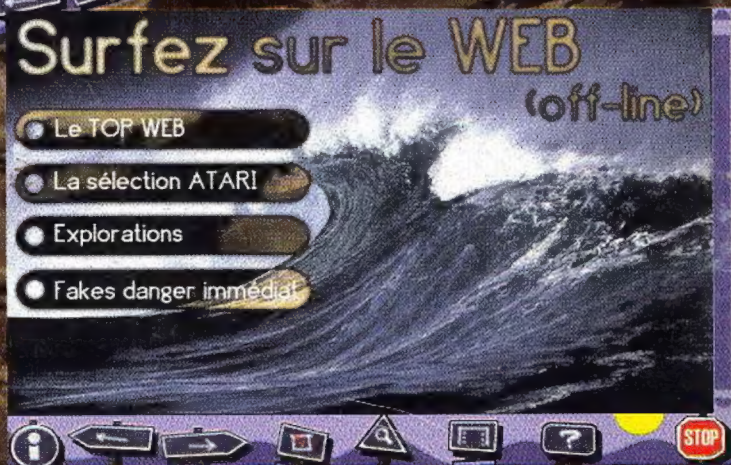 Surfez sur le WEB
(off-line)
Le TOP WEB
La sélection ATARI
Explorations
Fakes danger immédiat
i
?
STOP